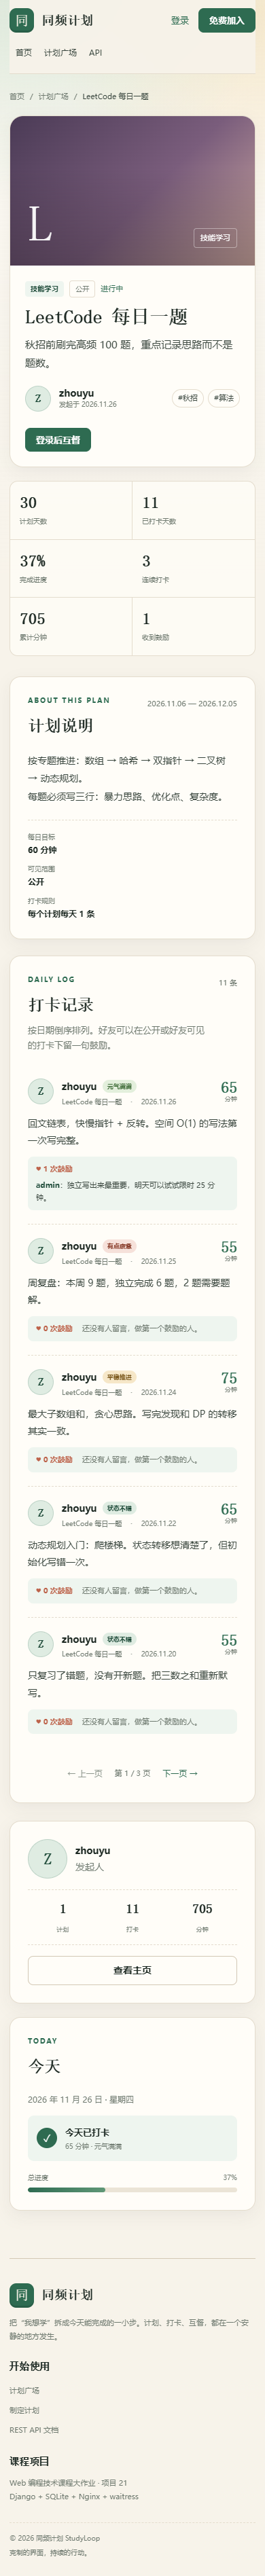 同 同频计划 登录 免费加入
首页 计划广场 API
首页 / 计划广场 / LeetCode 每日一题
L
技能学习
技能学习 公开 进行中
LeetCode 每日一题
秋招前刷完高频 100 题，重点记录思路而不是
题数。
Z zhouyu
发起于 2026.11.26
#秋招 #算法
登录后互督
30
计划天数
11
已打卡天数
37%
完成进度
3
连续打卡
705
累计分钟
1
收到鼓励
ABOUT THIS PLAN
计划说明
2026.11.06 — 2026.12.05
按专题推进：数组 → 哈希 → 双指针 → 二叉树
→ 动态规划。
每题必须写三行：暴力思路、优化点、复杂度。
每日目标
60 分钟
可见范围
公开
打卡规则
每个计划每天 1 条
DAILY LOG
打卡记录
11 条
按日期倒序排列。好友可以在公开或好友可见
的打卡下留一句鼓励。
Z zhouyu 元气满满
LeetCode 每日一题 · 2026.11.26
65
分钟
回文链表，快慢指针 + 反转。空间 O(1) 的写法第
一次写完整。
♥ 1 次鼓励
admin：独立写出来最重要，明天可以试试限时 25 分
钟。
Z zhouyu 有点疲惫
LeetCode 每日一题 · 2026.11.25
55
分钟
周复盘：本周 9 题，独立完成 6 题，2 题需要题
解。
♥ 0 次鼓励 还没有人留言，做第一个鼓励的人。
Z zhouyu 平稳推进
LeetCode 每日一题 · 2026.11.24
75
分钟
最大子数组和，贪心思路。写完发现和 DP 的转移
其实一致。
♥ 0 次鼓励 还没有人留言，做第一个鼓励的人。
Z zhouyu 状态不错
LeetCode 每日一题 · 2026.11.22
65
分钟
动态规划入门：爬楼梯。状态转移想清楚了，但初
始化写错一次。
♥ 0 次鼓励 还没有人留言，做第一个鼓励的人。
Z zhouyu 状态不错
LeetCode 每日一题 · 2026.11.20
55
分钟
只复习了错题，没有开新题。把三数之和重新默
写。
♥ 0 次鼓励 还没有人留言，做第一个鼓励的人。
← 上一页 第 1 / 3 页 下一页 →
Z zhouyu
发起人
1
计划
11
打卡
705
分钟
查看主页
TODAY
今天
2026 年 11 月 26 日 · 星期四
✓ 今天已打卡
65 分钟 · 元气满满
总进度 37%
同 同频计划
把“我想学”拆成今天能完成的一小步。计划、打卡、互督，都在一个安
静的地方发生。
开始使用
计划广场
制定计划
REST API 文档
课程项目
Web 编程技术课程大作业 · 项目 21
Django + SQLite + Nginx + waitress
© 2026 同频计划 StudyLoop
克制的界面，持续的行动。